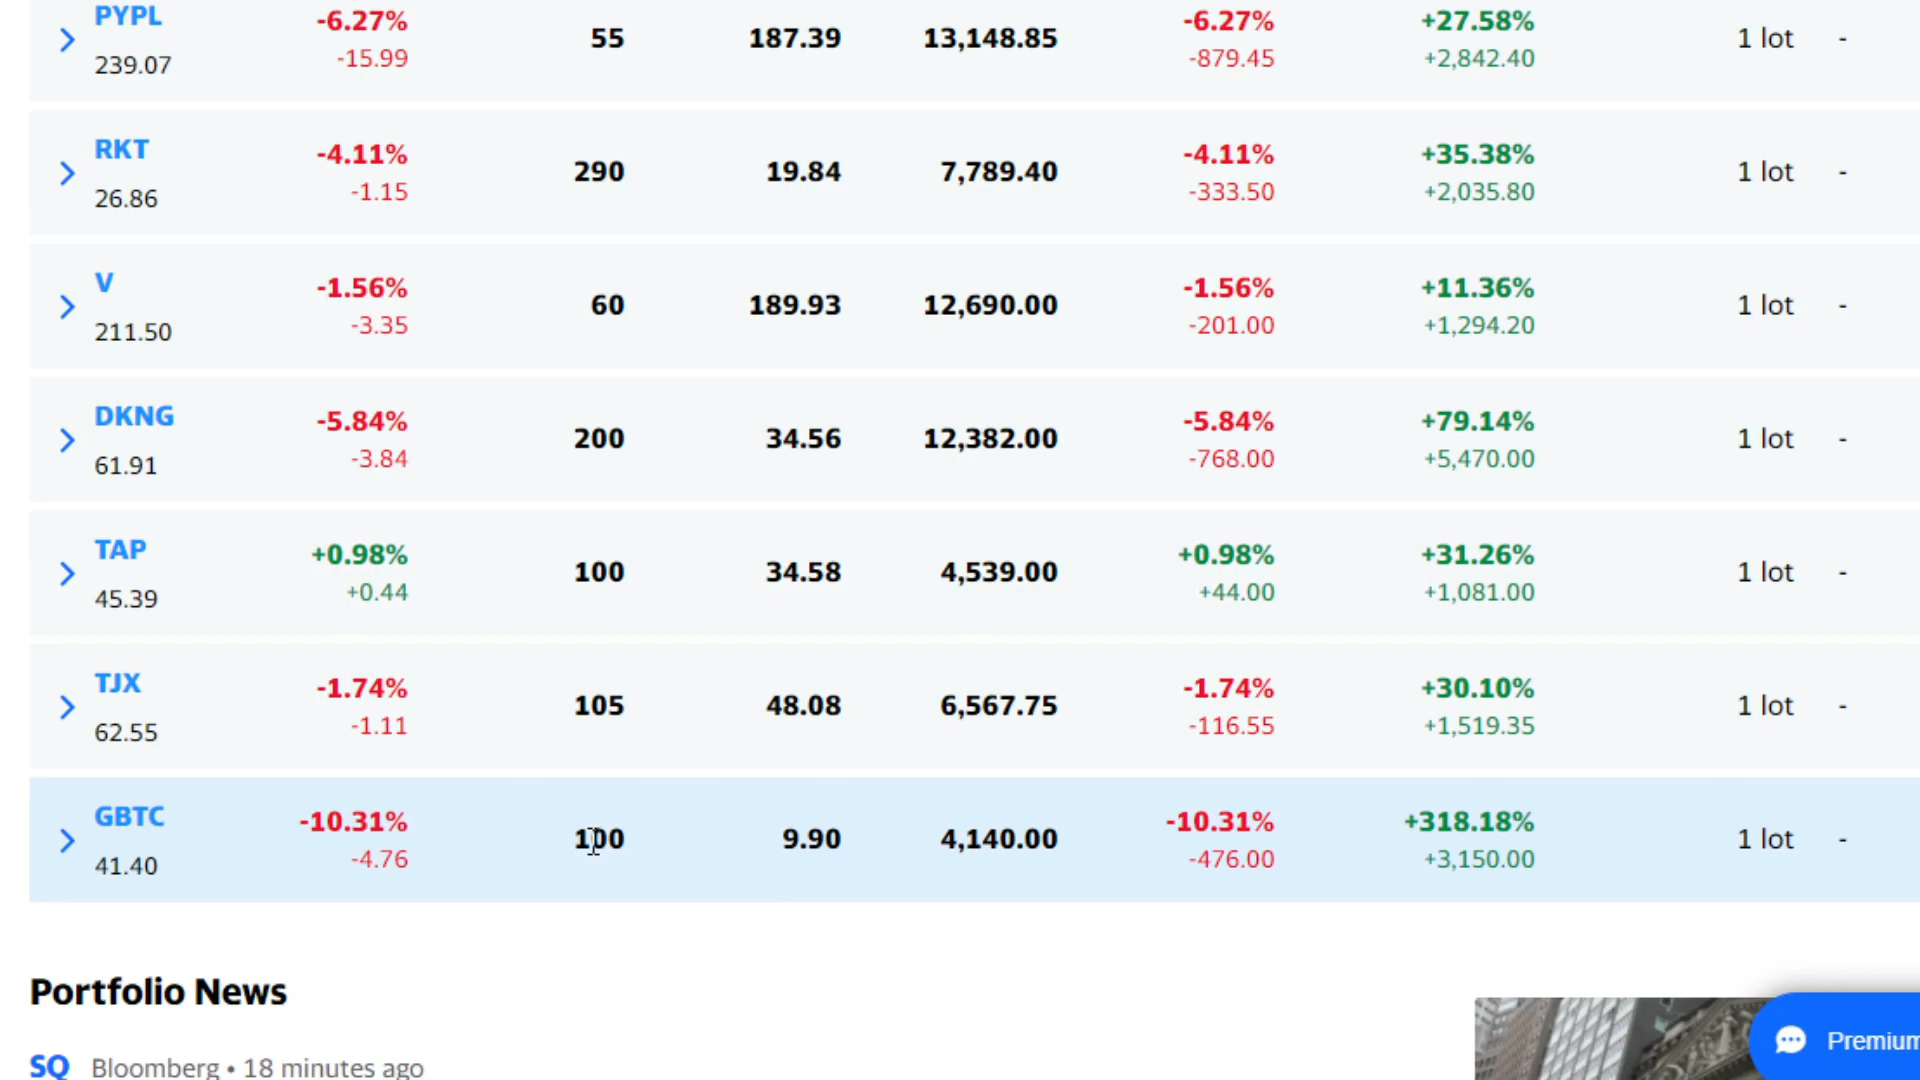 PYPL -6.27% 55 187.39 13,148.85 -6.27% +27.58% 1 lot -
239.07 -15.99 -879.45 +2,842.40
RKT -4.11% 290 19.84 7,789.40 -4.11% +35.38% 1 lot -
26.86 -1.15 -333.50 +2,035.80
V -1.56% 60 189.93 12,690.00 -1.56% +11.36% 1 lot -
211.50 -3.35 -201.00 +1,294.20
DKNG -5.84% 200 34.56 12,382.00 -5.84% +79.14% 1 lot -
61.91 -3.84 -768.00 +5,470.00
TAP +0.98% 100 34.58 4,539.00 +0.98% +31.26% 1 lot -
45.39 +0.44 +44.00 +1,081.00
TJX -1.74% 105 48.08 6,567.75 -1.74% +30.10% 1 lot -
62.55 -1.11 -116.55 +1,519.35
GBTC -10.31% 100 9.90 4,140.00 -10.31% +318.18% 1 lot -
41.40 -4.76 -476.00 +3,150.00
Portfolio News
SQ Bloomberg • 18 minutes ago
Premium